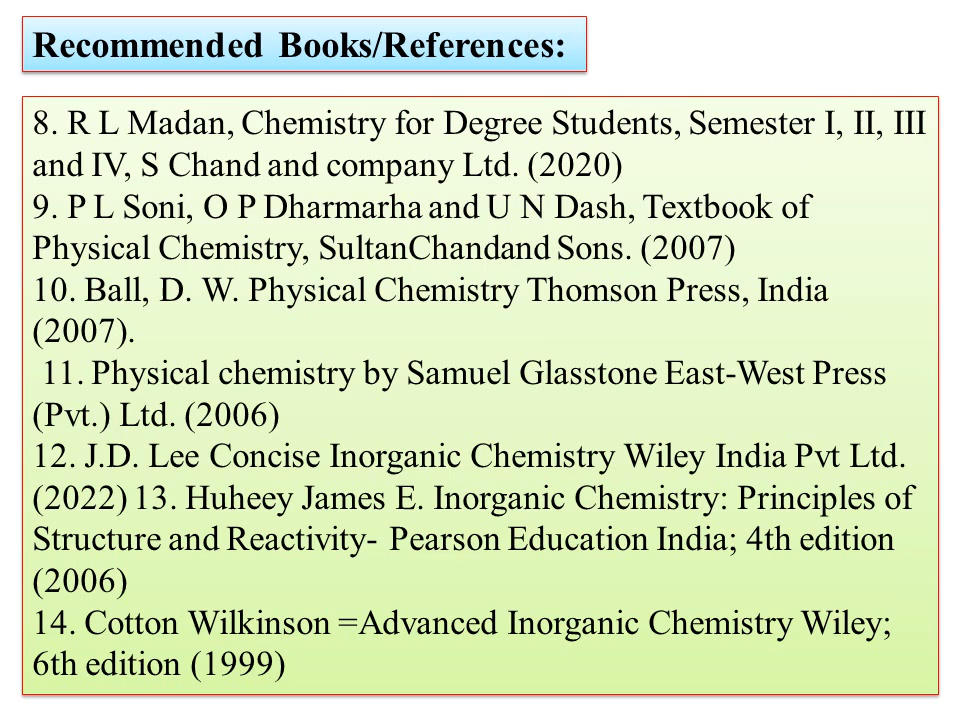 Recommended Books/References:
8. R L Madan, Chemistry for Degree Students, Semester I, II, III
and IV, S Chand and company Ltd. (2020)
9. P L Soni, O P Dharmarha and U N Dash, Textbook of
Physical Chemistry, SultanChandand Sons. (2007)
10. Ball, D. W. Physical Chemistry Thomson Press, India
(2007).
11. Physical chemistry by Samuel Glasstone East-West Press
(Pvt.) Ltd. (2006)
12. J.D. Lee Concise Inorganic Chemistry Wiley India Pvt Ltd.
(2022) 13. Huheey James E. Inorganic Chemistry: Principles of
Structure and Reactivity- Pearson Education India; 4th edition
(2006)
14. Cotton Wilkinson =Advanced Inorganic Chemistry Wiley;
6th edition (1999)